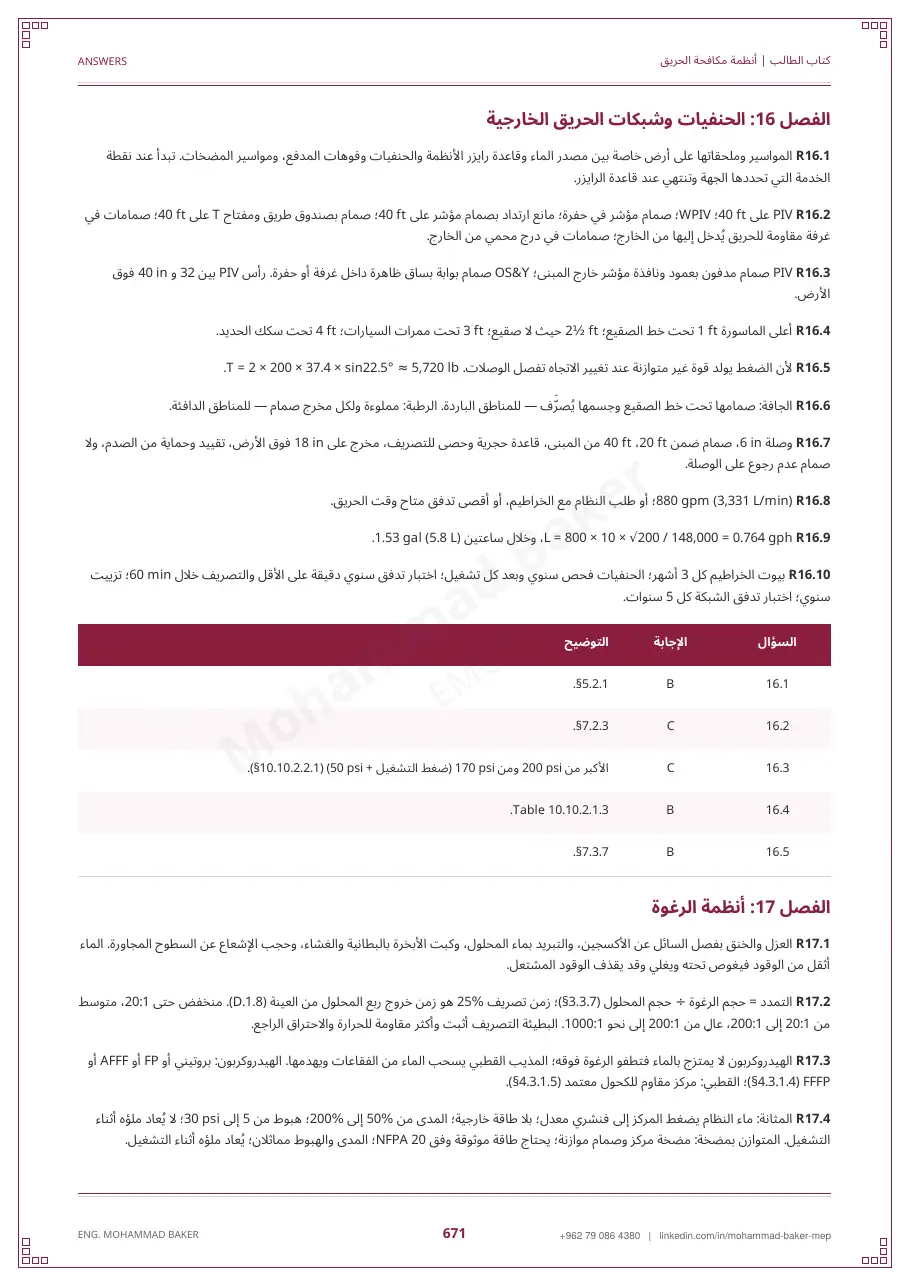 كتاب الطالب | أنظمة مكافحة الحريق
ANSWERS
الفصل 16: الحنفيات وشبكات الحريق الخارجية
R16.1 المواسير وملحقاتها على أرض خاصة بين مصدر الماء وقاعدة رايزر الأنظمة والحنفيات وفوهات المدفع، ومواسير المضخات. تبدأ عند نقطة
الخدمة التي تحددها الجهة وتنتهي عند قاعدة الرايزر.
R16.2 PIV على 40 ft؛ WPIV؛ صمام مؤشر في حفرة؛ مانع ارتداد بصمام مؤشر على 40 ft؛ صمام بصندوق طريق ومفتاح T على 40 ft؛ صمامات في
غرفة مقاومة للحريق يُدخل إليها من الخارج؛ صمامات في درج محمي من الخارج.
R16.3 PIV صمام مدفون بعمود ونافذة مؤشر خارج المبنى؛ OS&Y صمام بوابة بساق ظاهرة داخل غرفة أو حفرة. رأس PIV بين 32 و 40 in فوق
الأرض.
R16.4 أعلى الماسورة 1 ft تحت خط الصقيع؛ 2½ ft حيث لا صقيع؛ 3 ft تحت ممرات السيارات؛ 4 ft تحت سكك الحديد.
R16.5 لأن الضغط يولد قوة غير متوازنة عند تغيير الاتجاه تفصل الوصلات. T = 2 × 200 × 37.4 × sin22.5° ≈ 5,720 lb.
R16.6 الجافة: صمامها تحت خط الصقيع وجسمها يُصرَّف — للمناطق الباردة. الرطبة: مملوءة ولكل مخرج صمام — للمناطق الدافئة.
R16.7 وصلة 6 in، صمام ضمن 20 ft، 40 ft من المبنى، قاعدة حجرية وحصى للتصريف، مخرج على 18 in فوق الأرض، تقييد وحماية من الصدم، ولا
صمام عدم رجوع على الوصلة.
R16.8 880 gpm (3,331 L/min)؛ أو طلب النظام مع الخراطيم، أو أقصى تدفق متاح وقت الحريق.
R16.9 L = 800 × 10 × √200 / 148,000 = 0.764 gph، وخلال ساعتين 1.53 gal (5.8 L).
R16.10 بيوت الخراطيم كل 3 أشهر؛ الحنفيات فحص سنوي وبعد كل تشغيل؛ اختبار تدفق سنوي دقيقة على الأقل والتصريف خلال 60 min؛ تزييت
سنوي؛ اختبار تدفق الشبكة كل 5 سنوات.
السؤال الإجابة التوضيح
16.1 B §5.2.1.
16.2 C §7.2.3.
16.3 C الأكبر من 200 psi ومن 170 psi (ضغط التشغيل + 50 psi) (§10.10.2.2.1).
16.4 B Table 10.10.2.1.3.
16.5 B §7.3.7.
الفصل 17: أنظمة الرغوة
R17.1 العزل والخنق بفصل السائل عن الأكسجين، والتبريد بماء المحلول، وكبت الأبخرة بالبطانية والغشاء، وحجب الإشعاع عن السطوح المجاورة. الماء
أثقل من الوقود فيغوص تحته ويغلي وقد يقذف الوقود المشتعل.
R17.2 التمدد = حجم الرغوة ÷ حجم المحلول (§3.3.7)؛ زمن تصريف 25% هو زمن خروج ربع المحلول من العينة (D.1.8). منخفض حتى 20:1، متوسط
من 20:1 إلى 200:1، عالٍ من 200:1 إلى نحو 1000:1. البطيئة التصريف أثبت وأكثر مقاومة للحرارة والاحتراق الراجع.
R17.3 الهيدروكربون لا يمتزج بالماء فتطفو الرغوة فوقه؛ المذيب القطبي يسحب الماء من الفقاعات ويهدمها. الهيدروكربون: بروتيني أو FP أو AFFF أو
FFFP (§4.3.1.4)؛ القطبي: مركز مقاوم للكحول معتمد (§4.3.1.5).
R17.4 المثانة: ماء النظام يضغط المركز إلى فنشري معدل؛ بلا طاقة خارجية؛ المدى من 50% إلى 200%؛ هبوط من 5 إلى 30 psi؛ لا يُعاد ملؤه أثناء
التشغيل. المتوازن بمضخة: مضخة مركز وصمام موازنة؛ يحتاج طاقة موثوقة وفق NFPA 20؛ المدى والهبوط مماثلان؛ يُعاد ملؤه أثناء التشغيل.
ENG. MOHAMMAD BAKER
671
+962 79 086 4380 | linkedin.com/in/mohammad-baker-mep
Mohammad baker